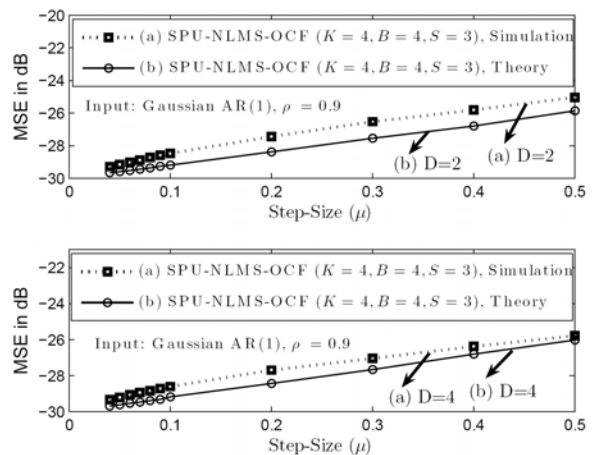 −20
(a) SPU-NLMS-OCF (K = 4, B = 4, S = 3), Simulation
−22
(b) SPU-NLMS-OCF (K = 4, B = 4, S = 3), Theory
−24
Input: Gaussian AR(1), ρ = 0.9
−26
(b) D=2
(a) D=2
−28
−30
MSE in dB
0 0.1 0.2 0.3 0.4 0.5
Step-Size (μ)
−22
(a) SPU-NLMS-OCF (K = 4, B = 4, S = 3), Simulation
(b) SPU-NLMS-OCF (K = 4, B = 4, S = 3), Theory
−24
Input: Gaussian AR(1), ρ = 0.9
−26
(a) D=4
(b) D=4
−28
−30
MSE in dB
0 0.1 0.2 0.3 0.4 0.5
Step-Size (μ)